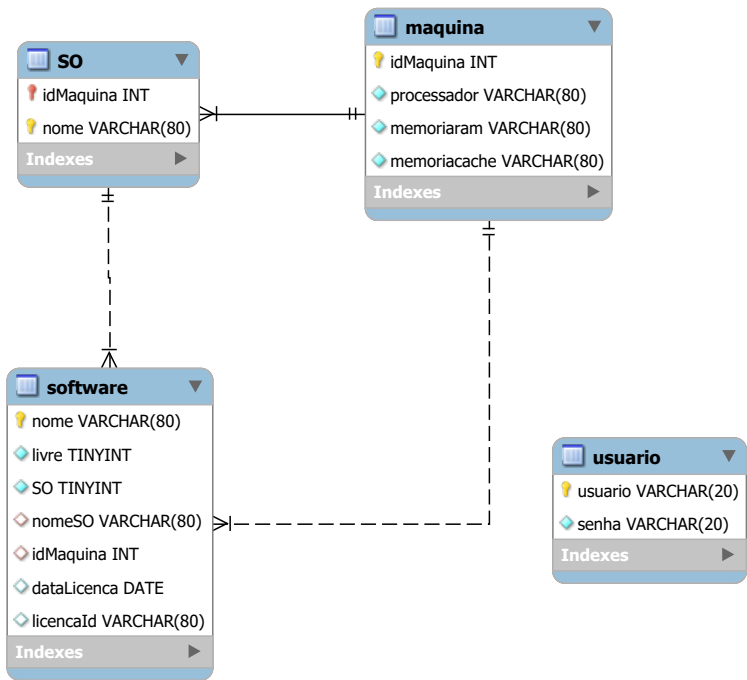 SO
idMaquina INT
nome VARCHAR(80)
Indexes
maquina
idMaquina INT
processador VARCHAR(80)
memoriaram VARCHAR(80)
memoriacache VARCHAR(80)
Indexes
software
nome VARCHAR(80)
livre TINYINT
SO TINYINT
nomeSO VARCHAR(80)
idMaquina INT
dataLicenca DATE
licencaId VARCHAR(80)
Indexes
usuario
usuario VARCHAR(20)
senha VARCHAR(20)
Indexes